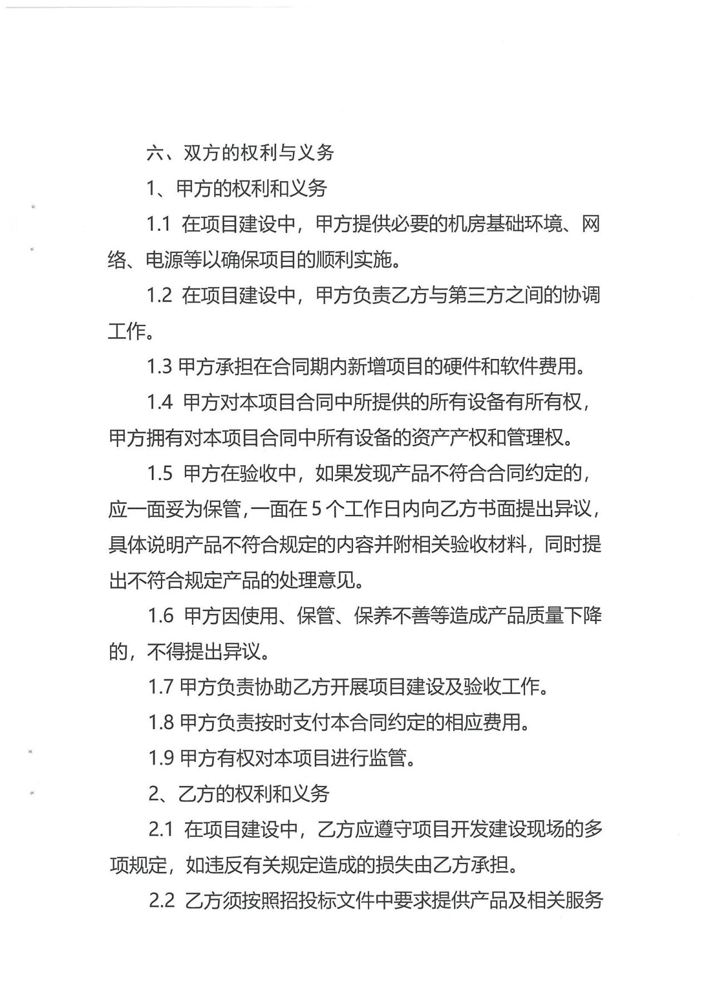 六、双方的权利与义务
1、甲方的权利和义务
1.1 在项目建设中，甲方提供必要的机房基础环境、网
络、电源等以确保项目的顺利实施。
1.2 在项目建设中，甲方负责乙方与第三方之间的协调
工作。
1.3 甲方承担在合同期内新增项目的硬件和软件费用。
1.4 甲方对本项目合同中所提供的所有设备有所有权，
甲方拥有对本项目合同中所有设备的资产产权和管理权。
1.5 甲方在验收中，如果发现产品不符合合同约定的，
应一面妥为保管，一面在 5 个工作日内向乙方书面提出异议，
具体说明产品不符合规定的内容并附相关验收材料，同时提
出不符合规定产品的处理意见。
1.6 甲方因使用、保管、保养不善等造成产品质量下降
的，不得提出异议。
1.7 甲方负责协助乙方开展项目建设及验收工作。
1.8 甲方负责按时支付本合同约定的相应费用。
1.9 甲方有权对本项目进行监管。
2、乙方的权利和义务
2.1 在项目建设中，乙方应遵守项目开发建设现场的多
项规定，如违反有关规定造成的损失由乙方承担。
2.2 乙方须按照招投标文件中要求提供产品及相关服务